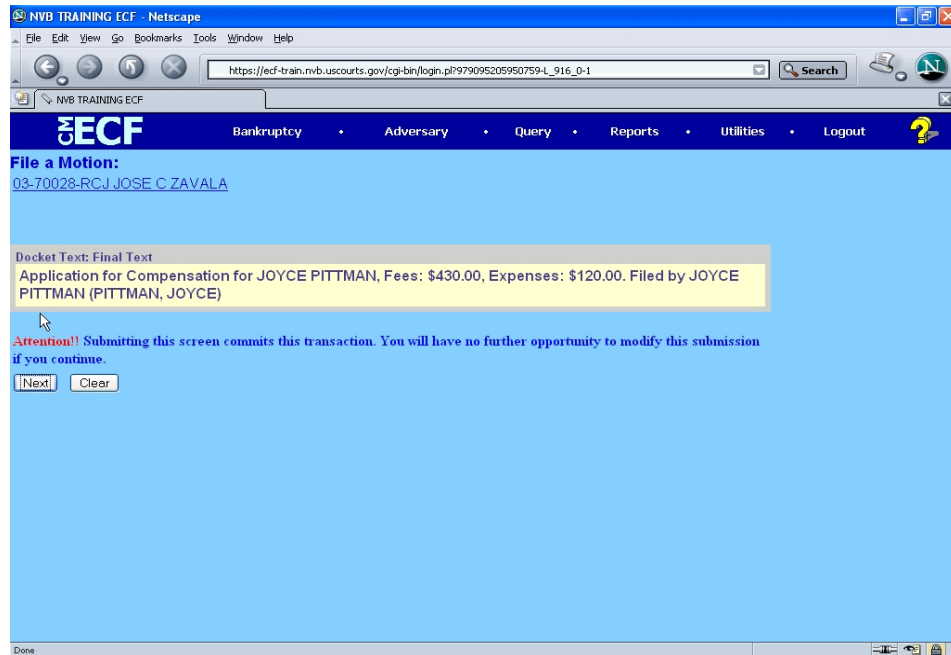 NVB TRAINING ECF - Netscape
File Edit View Go Bookmarks Tools Window Help
https://ecf-train.nvb.uscourts.gov/cgi-bin/login.pl?979095205950759-L_916_0-1
Search
N
NVB TRAINING ECF
CM ECF Bankruptcy • Adversary • Query • Reports • Utilities • Logout ?
File a Motion:
03-70028-RCJ JOSE C ZAVALA
Docket Text: Final Text
Application for Compensation for JOYCE PITTMAN, Fees: $430.00, Expenses: $120.00. Filed by JOYCE
PITTMAN (PITTMAN, JOYCE)
Attention!! Submitting this screen commits this transaction. You will have no further opportunity to modify this submission
if you continue.
Next Clear
Done